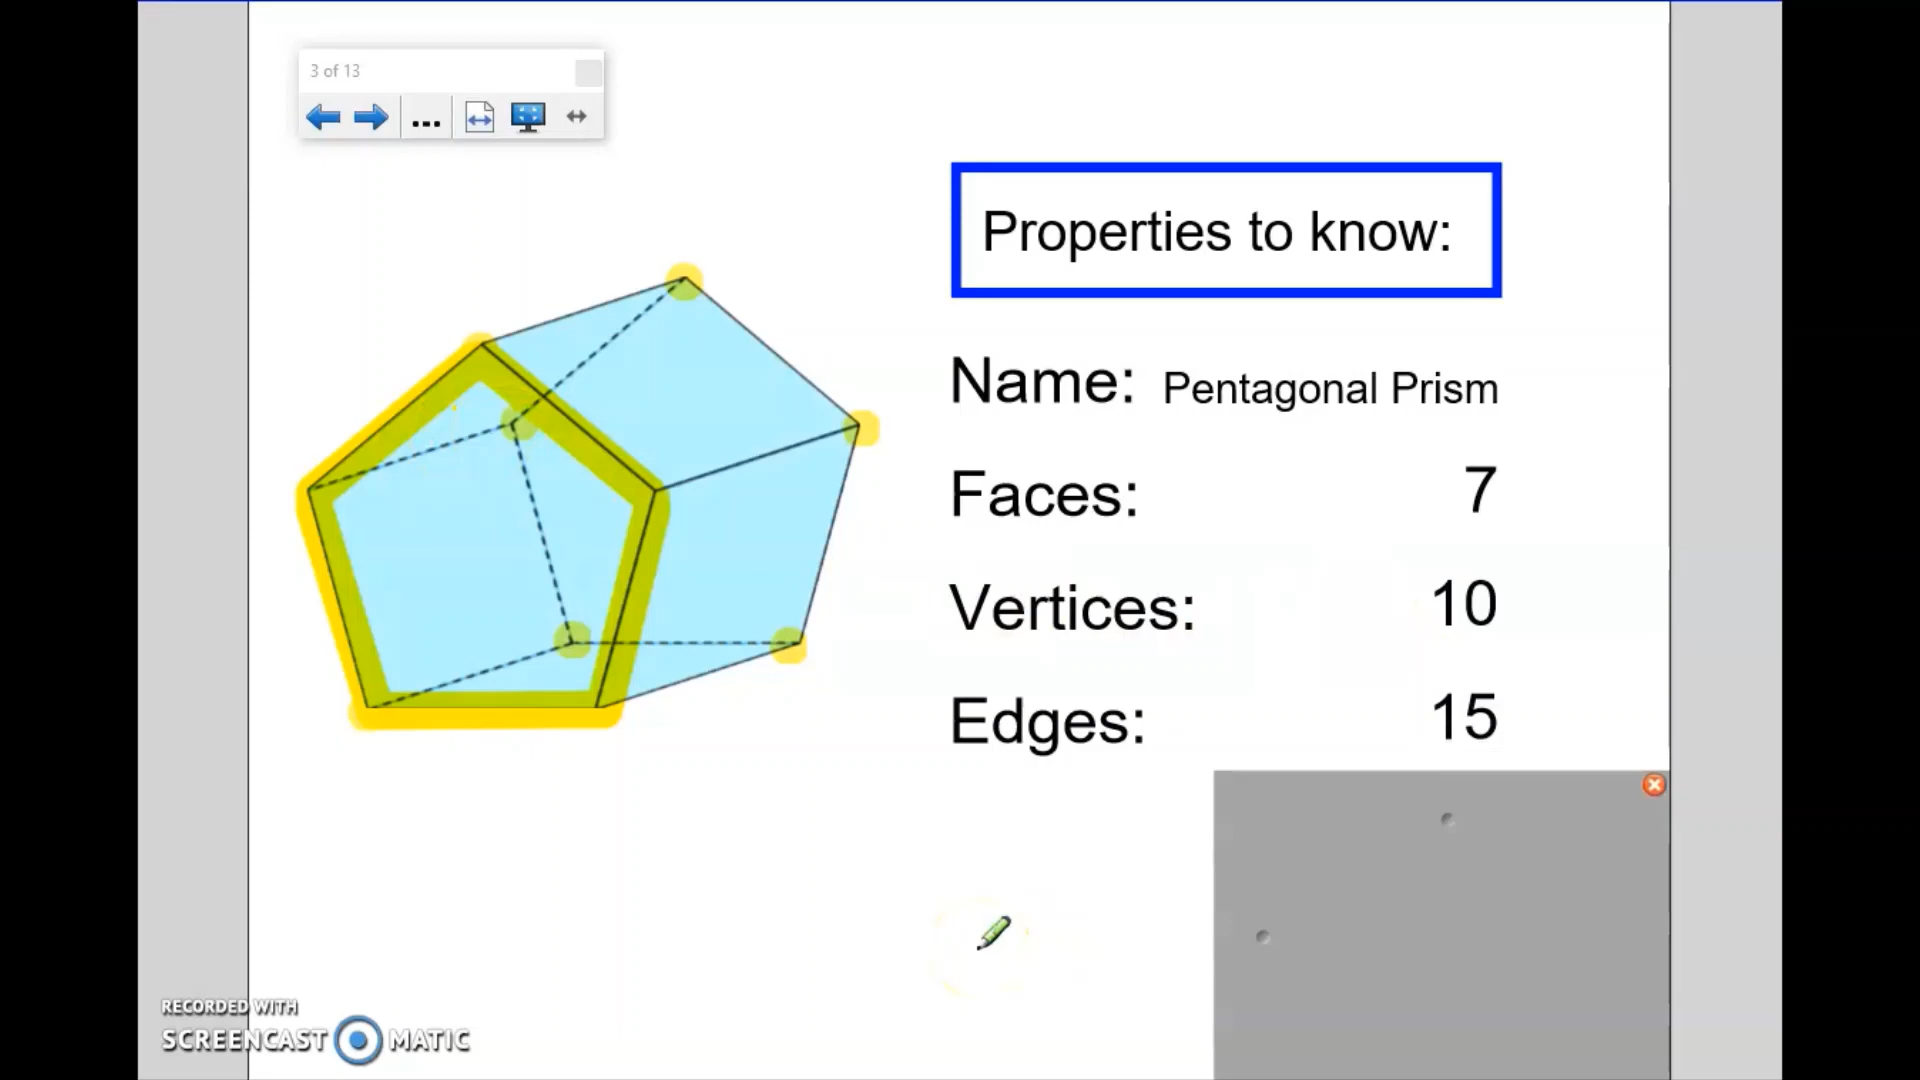 3 of 13
...
Properties to know:
Name: Pentagonal Prism
Faces: 7
Vertices: 10
Edges: 15
RECORDED WITH
SCREENCAST MATIC